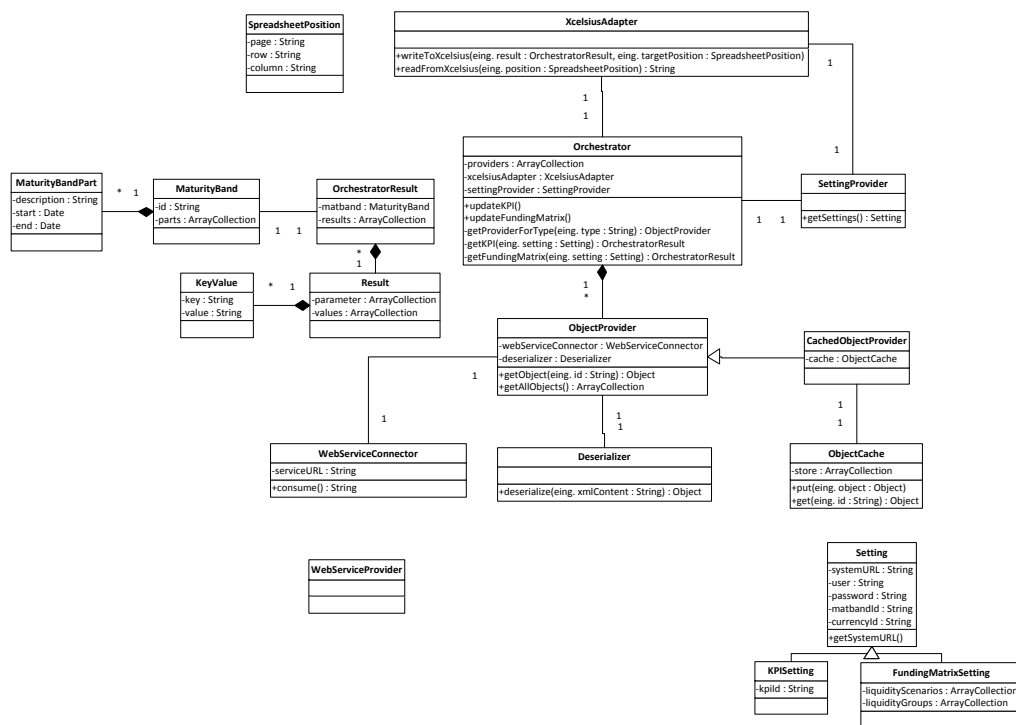 SpreadsheetPosition
-page : String
-row : String
-column : String
XcelsiusAdapter
+writeToXcelsius(eing. result : OrchestratorResult, eing. targetPosition : SpreadsheetPosition)
+readFromXcelsius(eing. position : SpreadsheetPosition) : String
1
1
1
1
Orchestrator
-providers : ArrayCollection
-xcelsiusAdapter : XcelsiusAdapter
-settingProvider : SettingProvider
+updateKPI()
+updateFundingMatrix()
-getProviderForType(eing. type : String) : ObjectProvider
-getKPI(eing. setting : Setting) : OrchestratorResult
-getFundingMatrix(eing. setting : Setting) : OrchestratorResult
SettingProvider
+getSettings() : Setting
1 1
MaturityBandPart
-description : String
-start : Date
-end : Date
* 1
MaturityBand
-id : String
-parts : ArrayCollection
1 1
OrchestratorResult
-matband : MaturityBand
-results : ArrayCollection
*
1
KeyValue
-key : String
-value : String
* 1
Result
-parameter : ArrayCollection
-values : ArrayCollection
1
*
ObjectProvider
-webServiceConnector : WebServiceConnector
-deserializer : Deserializer
+getObject(eing. id : String) : Object
+getAllObjects() : ArrayCollection
CachedObjectProvider
-cache : ObjectCache
1
1
1
1
1
1
WebServiceConnector
-serviceURL : String
+consume() : String
Deserializer
+deserialize(eing. xmlContent : String) : Object
ObjectCache
-store : ArrayCollection
+put(eing. object : Object)
+get(eing. id : String) : Object
WebServiceProvider
Setting
-systemURL : String
-user : String
-password : String
-matbandId : String
-currencyId : String
+getSystemURL()
KPISetting
-kpiId : String
FundingMatrixSetting
-liquidityScenarios : ArrayCollection
-liquidityGroups : ArrayCollection